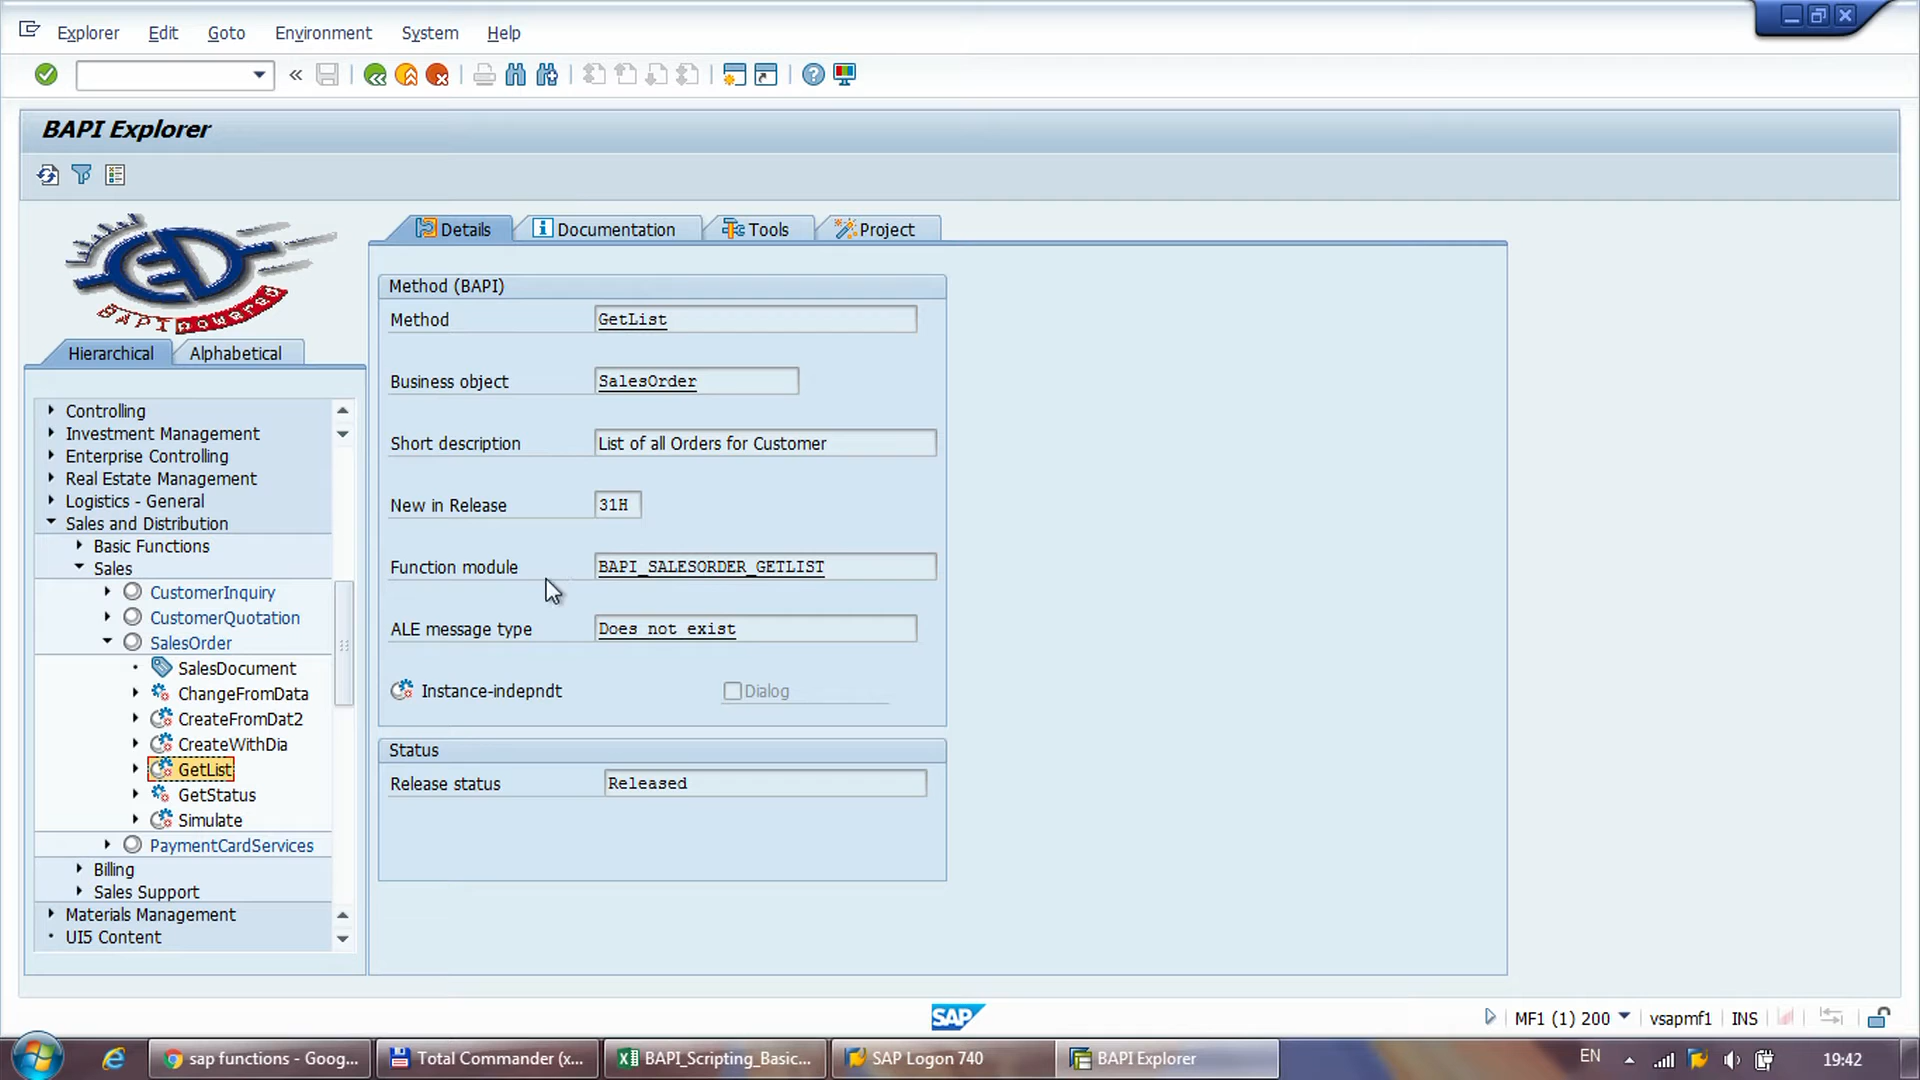 Explorer Edit Goto Environment System Help
BAPI Explorer
BAPI Powered
Hierarchical Alphabetical
Controlling
Investment Management
Enterprise Controlling
Real Estate Management
Logistics - General
Sales and Distribution
Basic Functions
Sales
CustomerInquiry
CustomerQuotation
SalesOrder
SalesDocument
ChangeFromData
CreateFromDat2
CreateWithDia
GetList
GetStatus
Simulate
PaymentCardServices
Billing
Sales Support
Materials Management
UI5 Content
Details Documentation Tools Project
Method (BAPI)
Method GetList
Business object SalesOrder
Short description List of all Orders for Customer
New in Release 31H
Function module BAPI_SALESORDER_GETLIST
ALE message type Does not exist
Instance-indepndt Dialog
Status
Release status Released
SAP MF1 (1) 200 vsapmf1 INS
sap functions - Goog... Total Commander (x... BAPI_Scripting_Basic... SAP Logon 740 BAPI Explorer EN 19:42